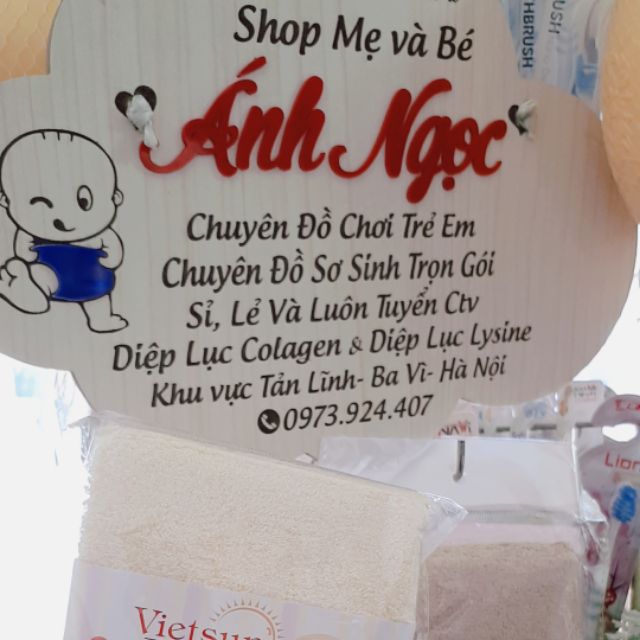 Shop Mẹ và Bé
Ánh Ngọc
Chuyên Đồ Chơi Trẻ Em
Chuyên Đồ Sơ Sinh Trọn Gói
Sỉ, Lẻ Và Luôn Tuyển Ctv
Diệp Lục Colagen & Diệp Lục Lysine
Khu vực Tản Lĩnh- Ba Vì- Hà Nội
0973.924.407
Lion
Vietsun